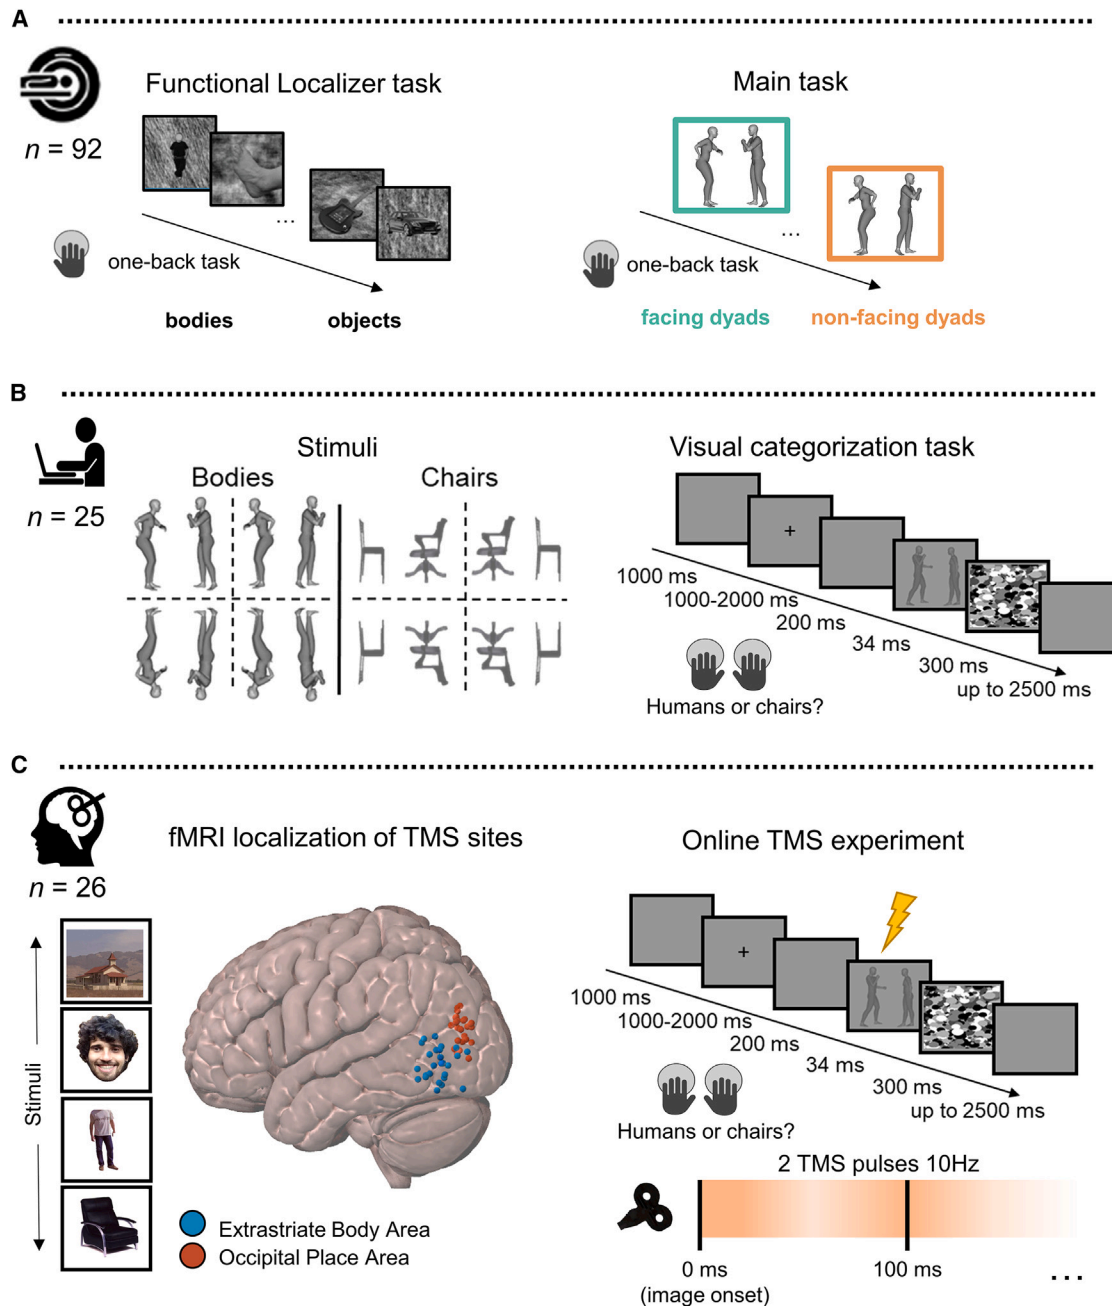 A
Functional Localizer task
Main task
n = 92
...
...
one-back task
one-back task
bodies
objects
facing dyads
non-facing dyads
B
Stimuli
Visual categorization task
Bodies
Chairs
n = 25
+
1000 ms
1000-2000 ms
200 ms
34 ms
300 ms
up to 2500 ms
Humans or chairs?
C
fMRI localization of TMS sites
Online TMS experiment
n = 26
Stimuli
+
1000 ms
1000-2000 ms
200 ms
34 ms
300 ms
up to 2500 ms
Humans or chairs?
2 TMS pulses 10Hz
Extrastriate Body Area
Occipital Place Area
0 ms
(image onset)
100 ms
...